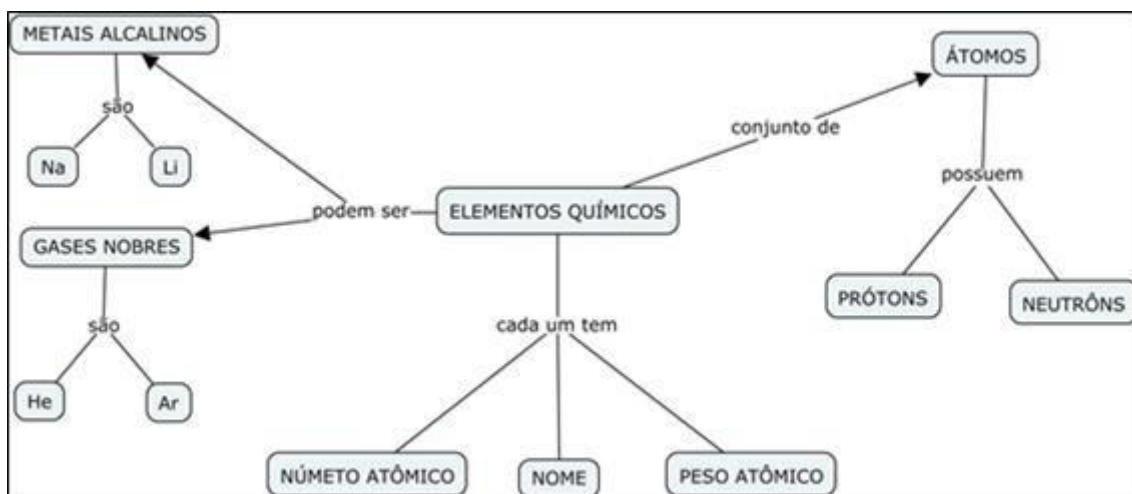 METAIS ALCALINOS
são
Na
Li
podem ser
GASES NOBRES
são
He
Ar
ELEMENTOS QUÍMICOS
conjunto de
ÁTOMOS
possuem
PRÓTONS
NEUTRÔNS
cada um tem
NÚMETO ATÔMICO
NOME
PESO ATÔMICO